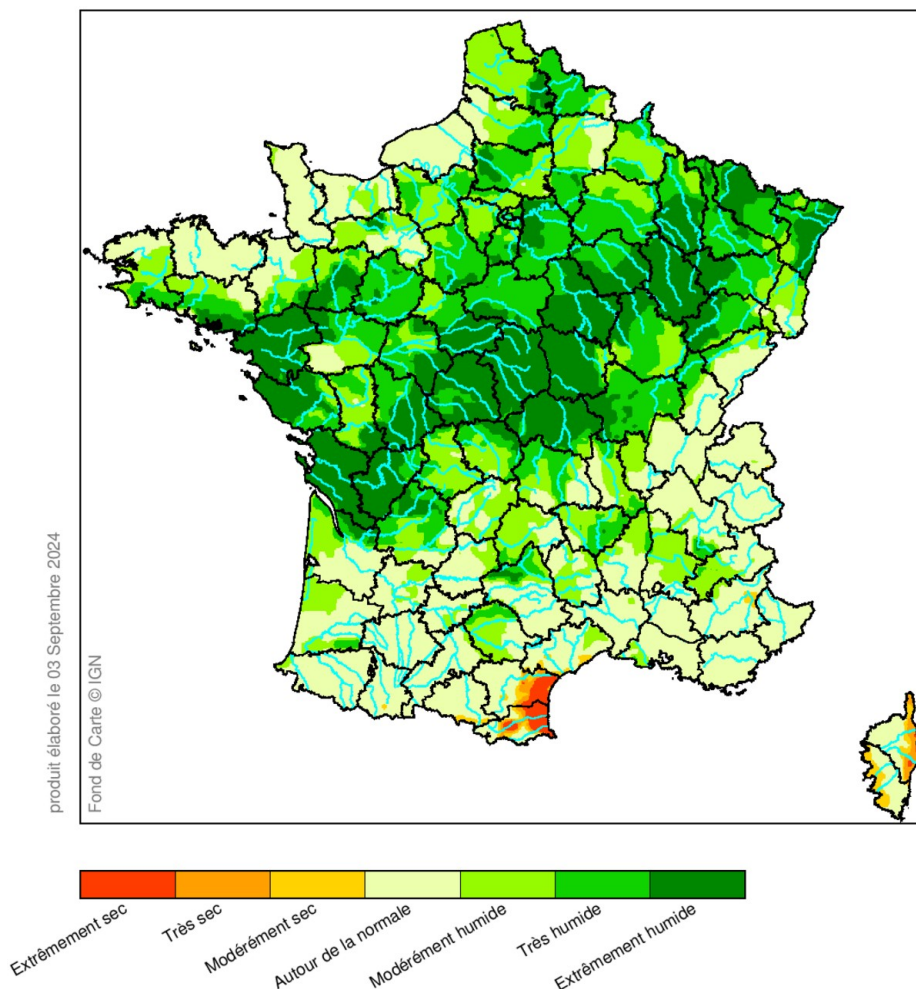 produit élaboré le 03 Septembre 2024
Fond de Carte © IGN
Extrêmement sec
Très sec
Modérément sec
Autour de la normale
Modérément humide
Très humide
Extrêmement humide